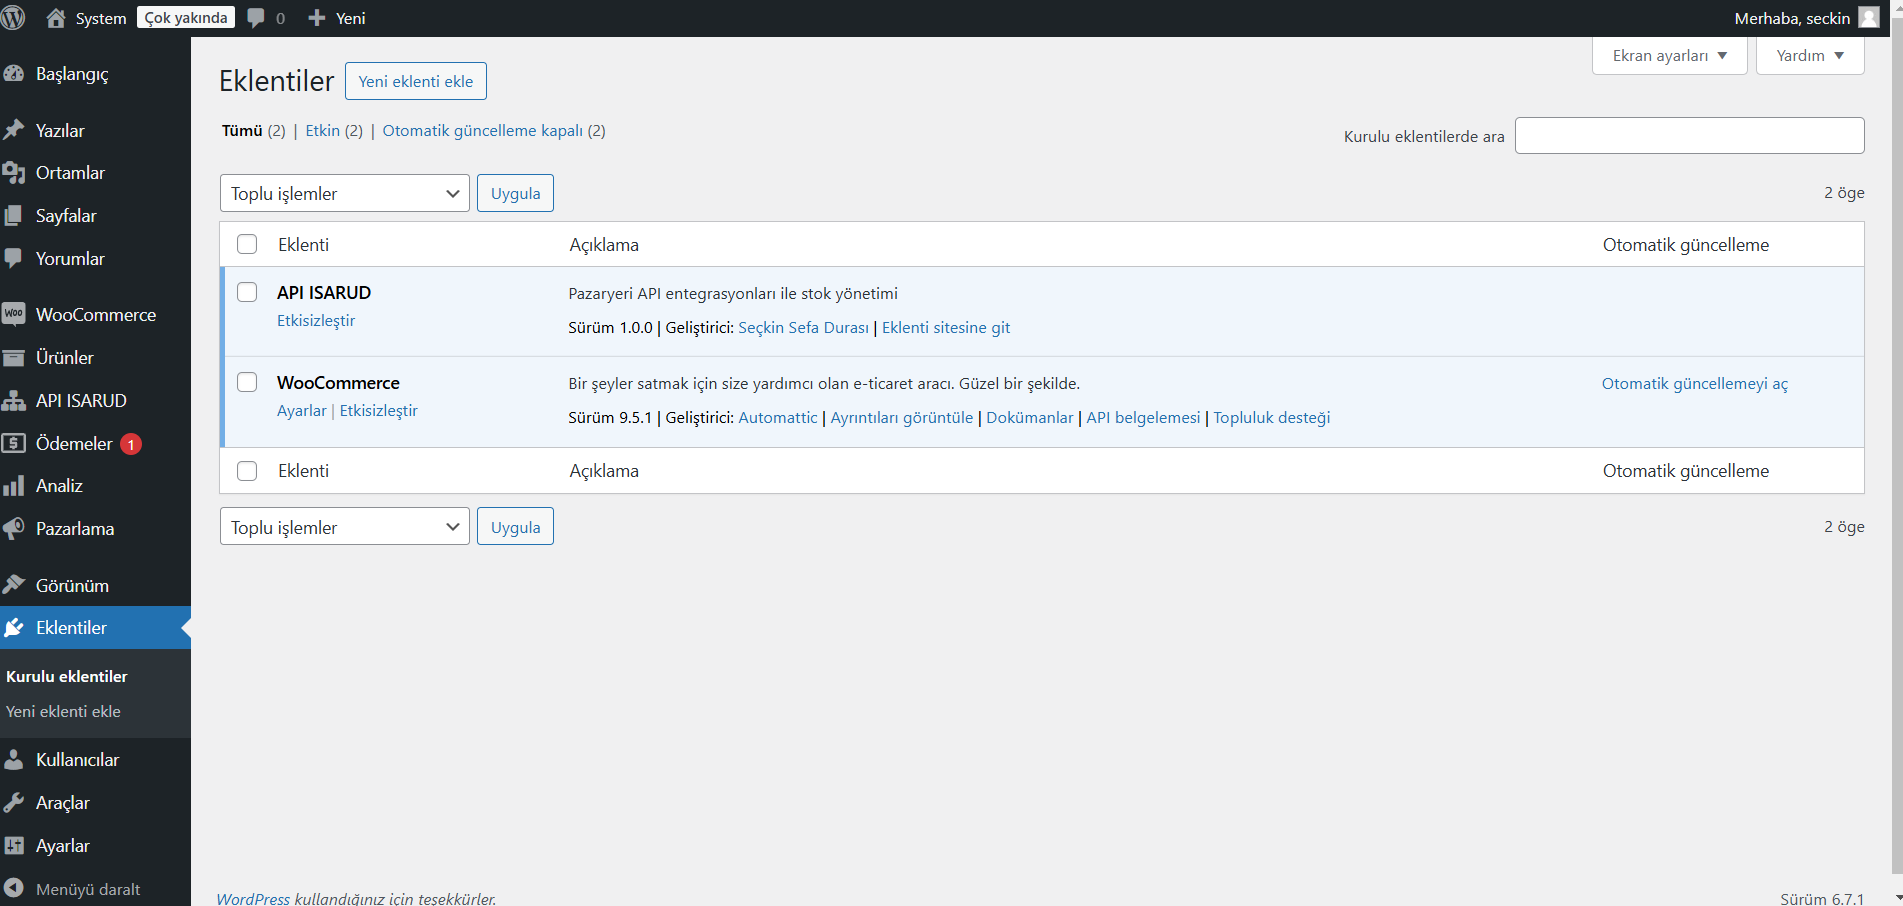 System Çok yakında 0 Yeni Merhaba, seckin
Ekran ayarları Yardım
Başlangıç
Yazılar
Ortamlar
Sayfalar
Yorumlar
Woo WooCommerce
Ürünler
API ISARUD
Ödemeler 1
Analiz
Pazarlama
Görünüm
Eklentiler
Kurulu eklentiler
Yeni eklenti ekle
Kullanıcılar
Araçlar
Ayarlar
Menüyü daralt
Eklentiler Yeni eklenti ekle
Tümü (2) | Etkin (2) | Otomatik güncelleme kapalı (2)
Kurulu eklentilerde ara
Toplu işlemler Uygula 2 öge
Eklenti Açıklama Otomatik güncelleme
API ISARUD Pazaryeri API entegrasyonları ile stok yönetimi
Etkisizleştir Sürüm 1.0.0 | Geliştirici: Seçkin Sefa Durası | Eklenti sitesine git
WooCommerce Bir şeyler satmak için size yardımcı olan e-ticaret aracı. Güzel bir şekilde. Otomatik güncellemeyi aç
Ayarlar | Etkisizleştir Sürüm 9.5.1 | Geliştirici: Automattic | Ayrıntıları görüntüle | Dokümanlar | API belgelemesi | Topluluk desteği
Eklenti Açıklama Otomatik güncelleme
Toplu işlemler Uygula 2 öge
WordPress kullandığınız için teşekkürler. Sürüm 6.7.1